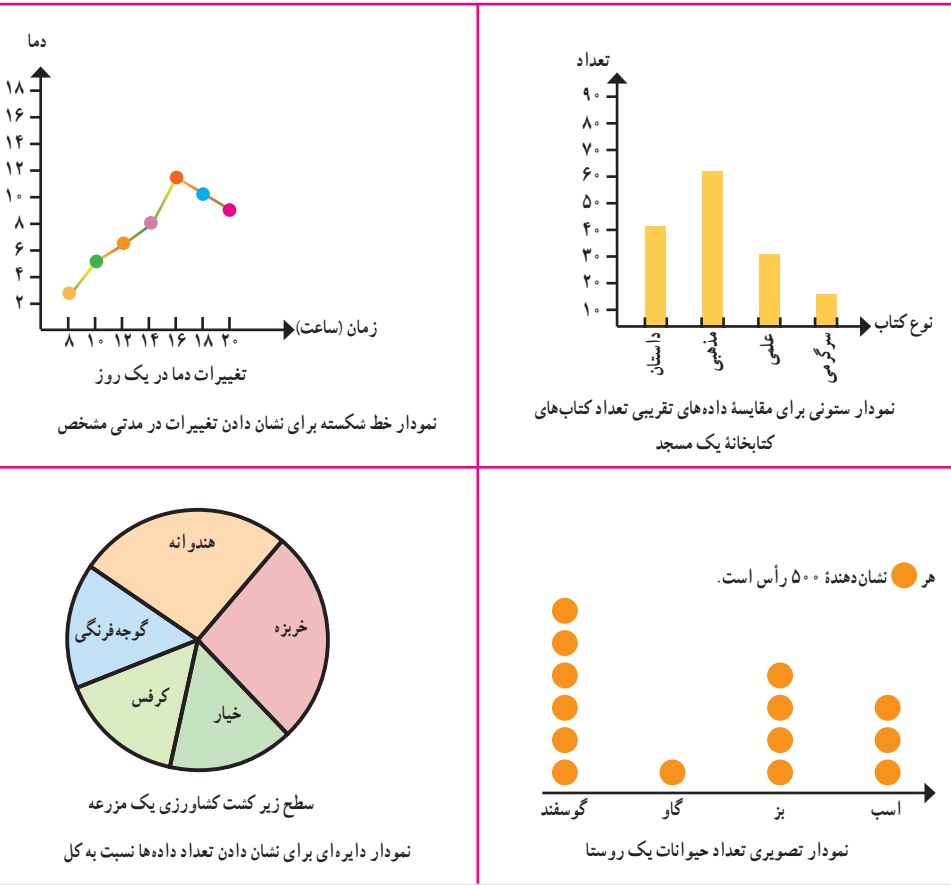 تعداد
۹۰
۸۰
۷۰
۶۰
۵۰
۴۰
۳۰
۲۰
۱۰
داستان
مذهبی
علمی
سرگرمی
نوع کتاب
نمودار ستونی برای مقایسهٔ داده‌های تقریبی تعداد کتاب‌های
کتابخانهٔ یک مسجد
دما
۱۸
۱۶
۱۴
۱۲
۱۰
۸
۶
۴
۲
۸ ۱۰ ۱۲ ۱۴ ۱۶ ۱۸ ۲۰
زمان (ساعت)
تغییرات دما در یک روز
نمودار خط شکسته برای نشان دادن تغییرات در مدتی مشخص
هر نشان‌دهندهٔ ۵۰۰ رأس است.
اسب
بز
گاو
گوسفند
نمودار تصویری تعداد حیوانات یک روستا
هندوانه
خربزه
گوجه‌فرنگی
کرفس
خیار
سطح زیر کشت کشاورزی یک مزرعه
نمودار دایره‌ای برای نشان دادن تعداد داده‌ها نسبت به کل